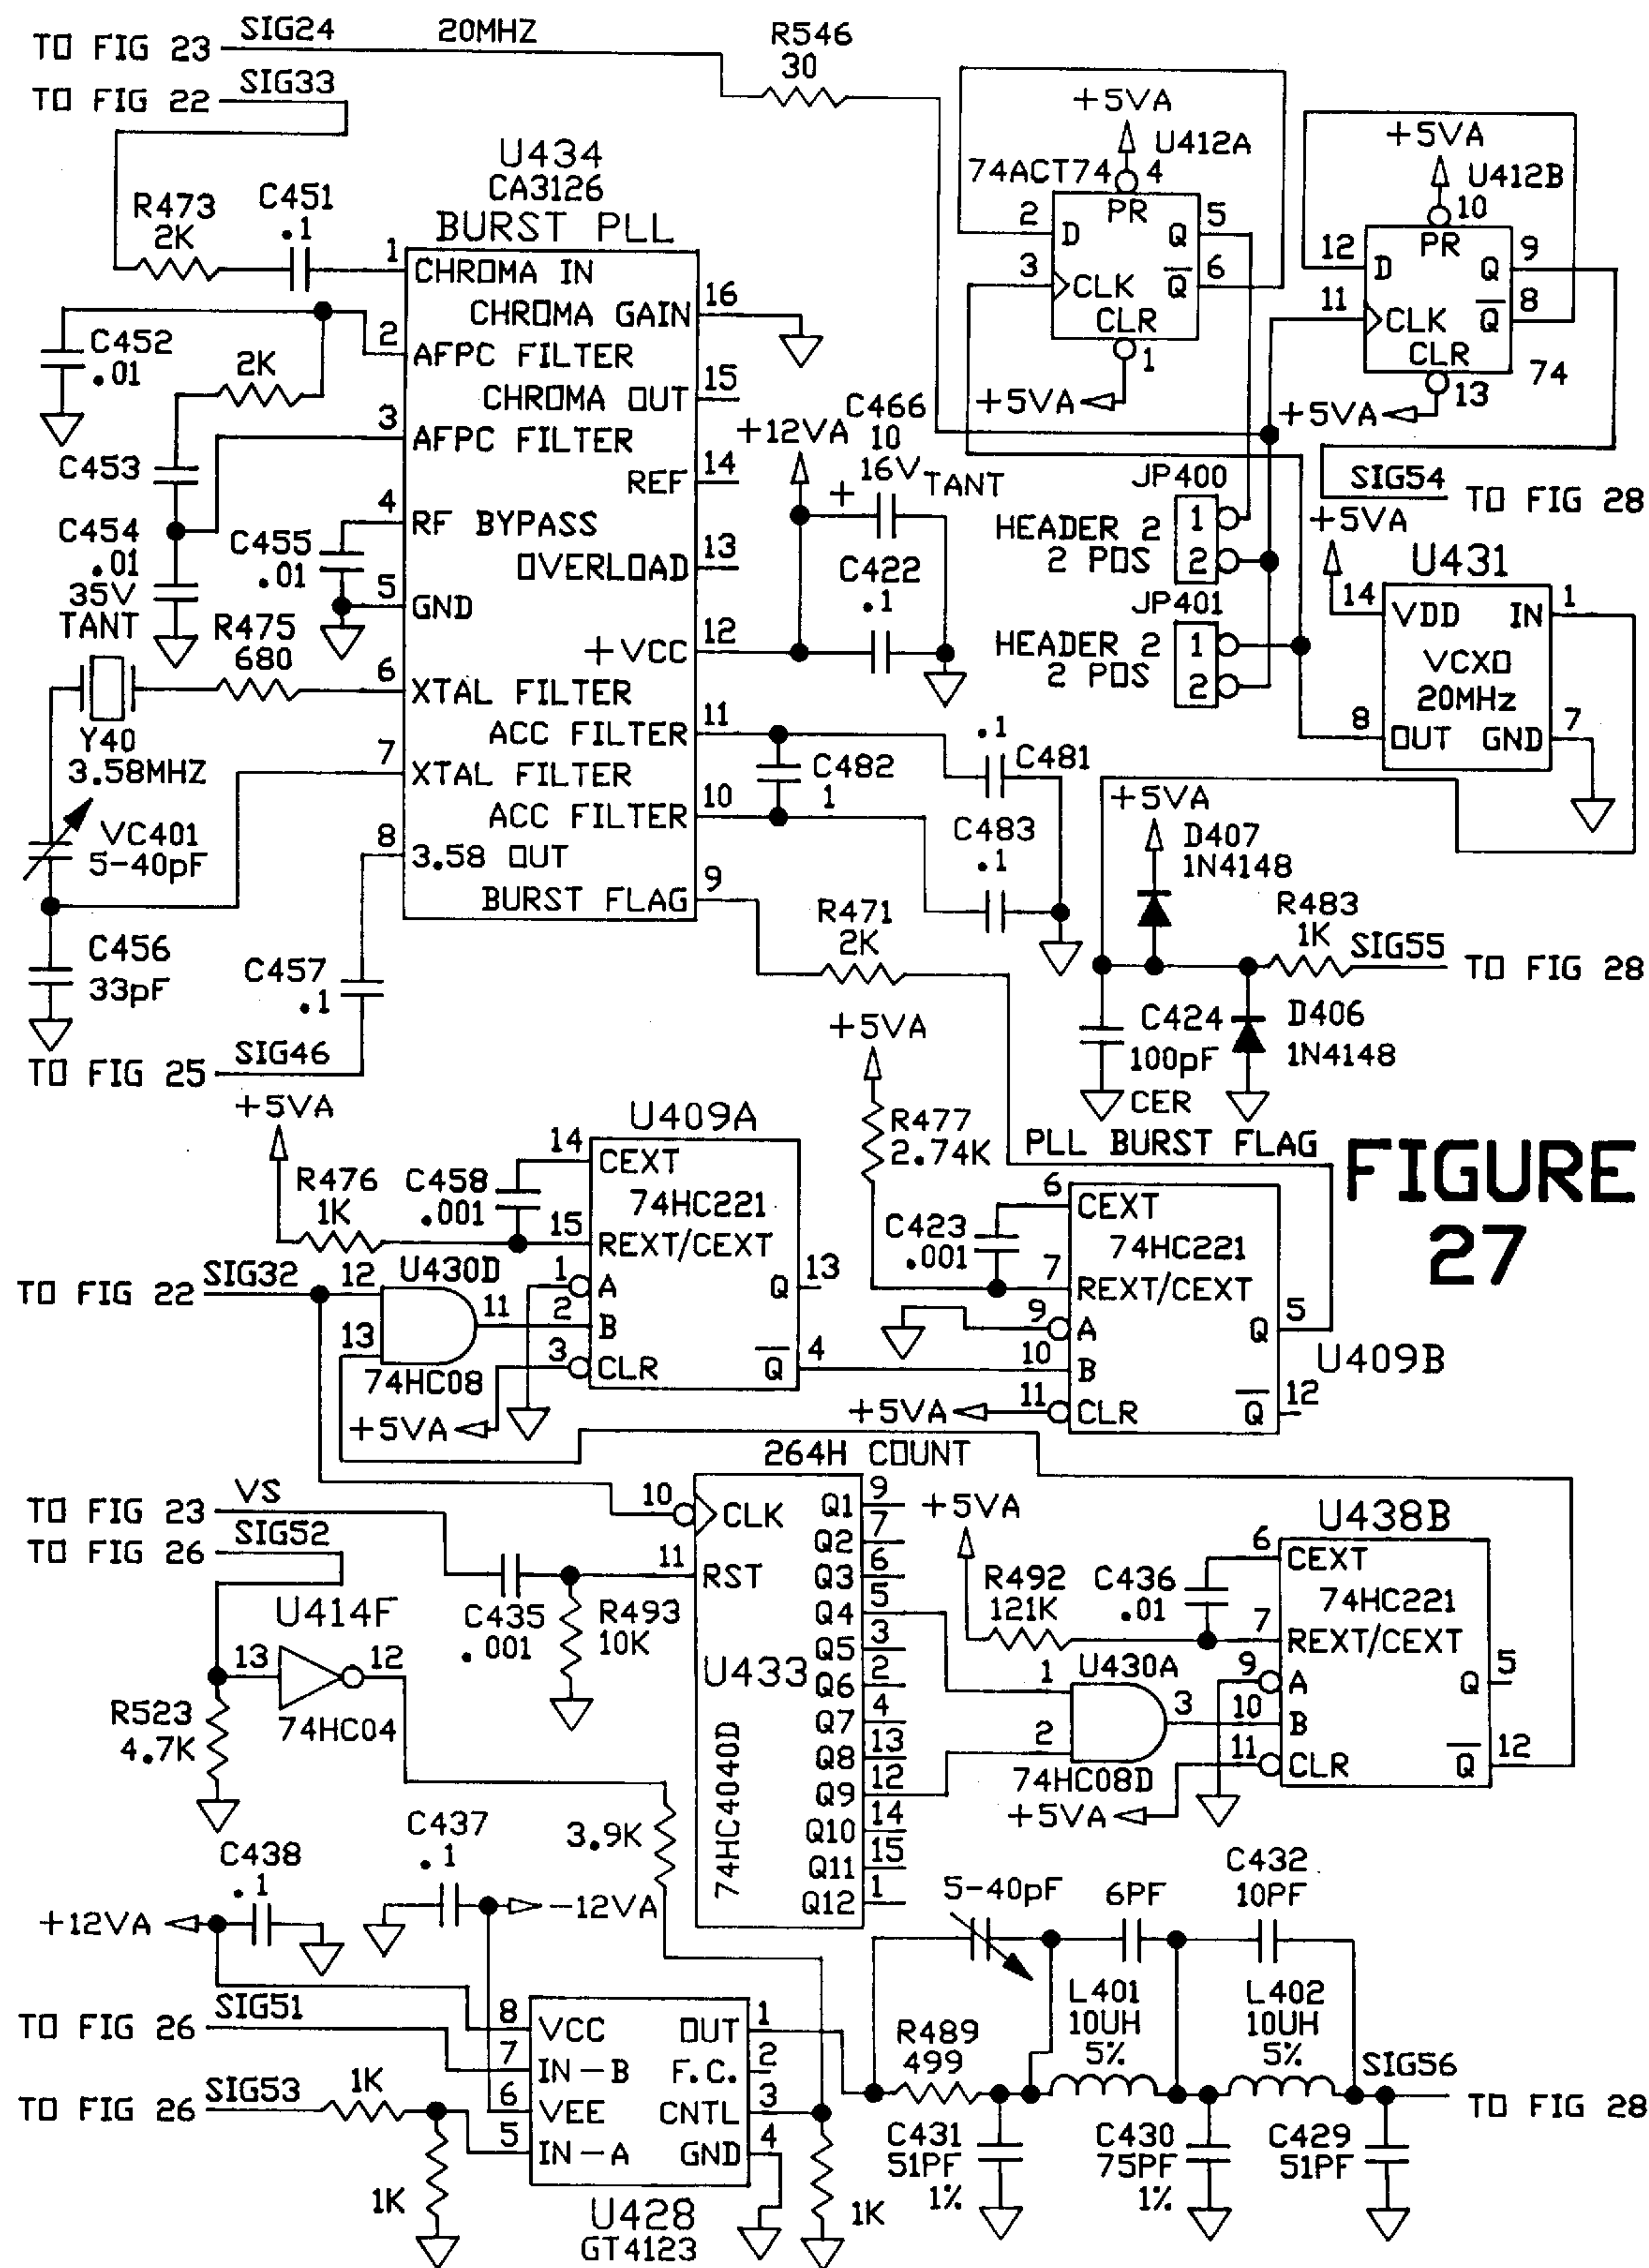 TO FIG 23 SIG24 20MHZ
TO FIG 22 SIG33
R546
30
U434
CA3126
BURST PLL
R473
2K
C451
.1
1
CHROMA IN
16
CHROMA GAIN
2
AFPC FILTER
C452
.01
2K
15
CHROMA OUT
3
AFPC FILTER
C453
14
REF
4
RF BYPASS
C454
.01
35V
TANT
C455
.01
13
OVERLOAD
5
GND
R475
680
12
+VCC
6
XTAL FILTER
11
ACC FILTER
Y40
3.58MHZ
7
XTAL FILTER
10
ACC FILTER
VC401
5-40pF
8
3.58 OUT
9
BURST FLAG
C456
33pF
C457
.1
TO FIG 25 SIG46
+12VA
C466
10
16V
TANT
+
C422
.1
C482
1
.1
C481
C483
.1
R471
2K
+5VA
U412A
74ACT74
4
PR
2
D
5
Q
3
CLK
6
Q
CLR
1
+5VA
+5VA
U412B
10
PR
12
D
9
Q
11
CLK
8
Q
CLR
13
74
+5VA
SIG54
TO FIG 28
JP400
HEADER 2
2 POS
1
2
JP401
HEADER 2
2 POS
1
2
+5VA
U431
14
VDD
IN
1
VCXO
20MHz
8
OUT
GND
7
+5VA
D407
1N4148
R483
1K
SIG55
TO FIG 28
C424
100pF
CER
D406
1N4148
+5VA
R476
1K
C458
.001
U409A
14
CEXT
74HC221
15
REXT/CEXT
1
A
Q
13
2
B
3
CLR
Q
4
+5VA
TO FIG 22 SIG32
12
13
U430D
11
74HC08
+5VA
R477
2.74K
PLL BURST FLAG
C423
.001
6
CEXT
74HC221
7
REXT/CEXT
9
A
Q
5
10
B
U409B
11
CLR
Q
12
+5VA
FIGURE
27
264H COUNT
TO FIG 23 VS
TO FIG 26 SIG52
10
CLK
11
RST
Q1
9
Q2
7
Q3
6
Q4
5
Q5
3
Q6
2
Q7
4
Q8
13
Q9
12
Q10
14
Q11
15
Q12
1
U433
74HC4040D
C435
.001
R493
10K
U414F
13
12
74HC04
R523
4.7K
3.9K
+5VA
R492
121K
C436
.01
U438B
6
CEXT
74HC221
7
REXT/CEXT
9
A
Q
5
10
B
11
CLR
Q
12
+5VA
1
2
U430A
3
74HC08D
C438
.1
+12VA
C437
.1
-12VA
TO FIG 26 SIG51
TO FIG 26 SIG53
1K
1K
8
VCC
OUT
1
7
IN-B
F.C.
2
6
VEE
CNTL
3
5
IN-A
GND
4
U428
GT4123
1K
5-40pF
6PF
C432
10PF
R489
499
L401
10UH
5%
L402
10UH
5%
SIG56
TO FIG 28
C431
51PF
1%
C430
75PF
1%
C429
51PF